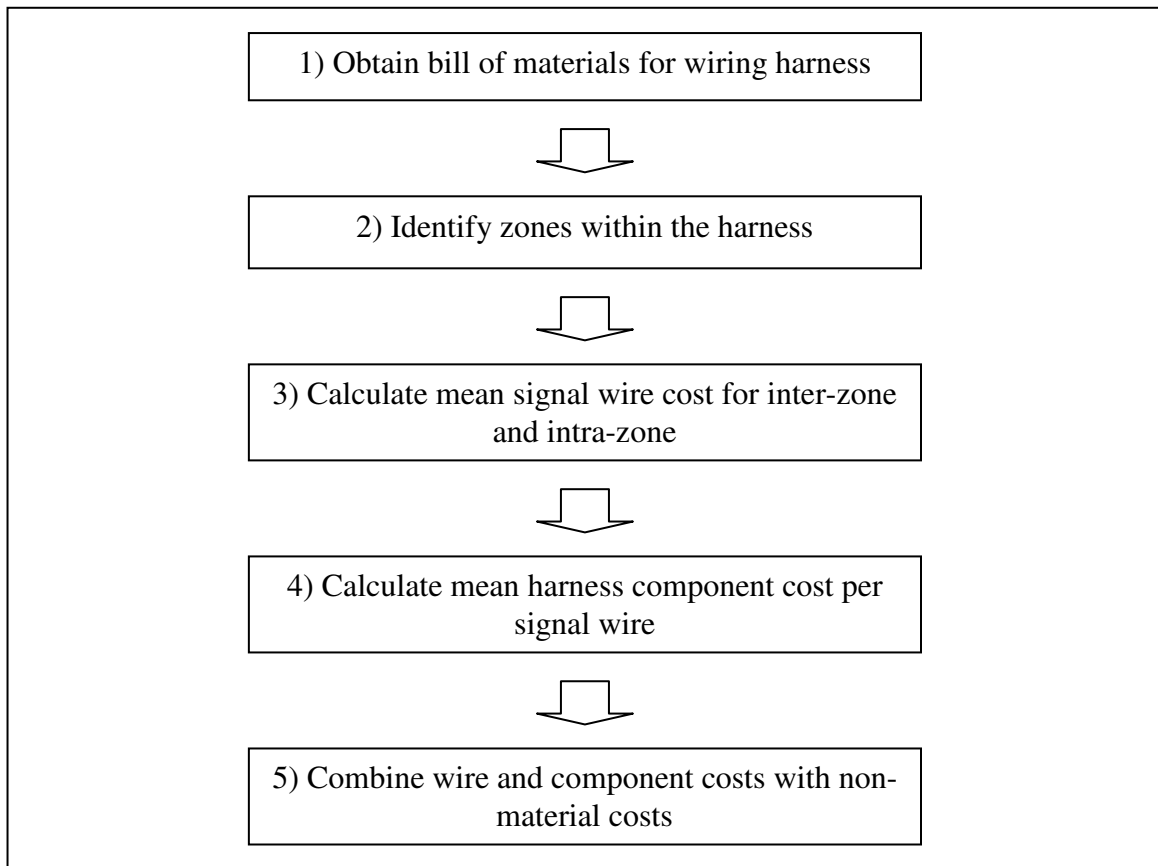 1) Obtain bill of materials for wiring harness
2) Identify zones within the harness
3) Calculate mean signal wire cost for inter-zone
and intra-zone
4) Calculate mean harness component cost per
signal wire
5) Combine wire and component costs with non-
material costs